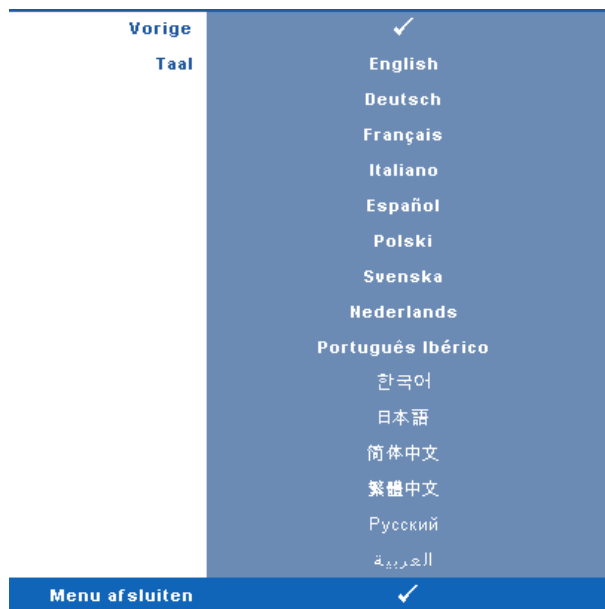 Vorige ✓
Taal English
Deutsch
Français
Italiano
Español
Polski
Svenska
Nederlands
Português Ibérico
한국어
日本語
简体中文
繁體中文
Русский
العربية
Menu afsluiten ✓